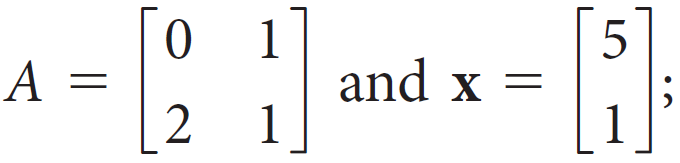 A = [0 1; 2 1] and x = [5; 1];